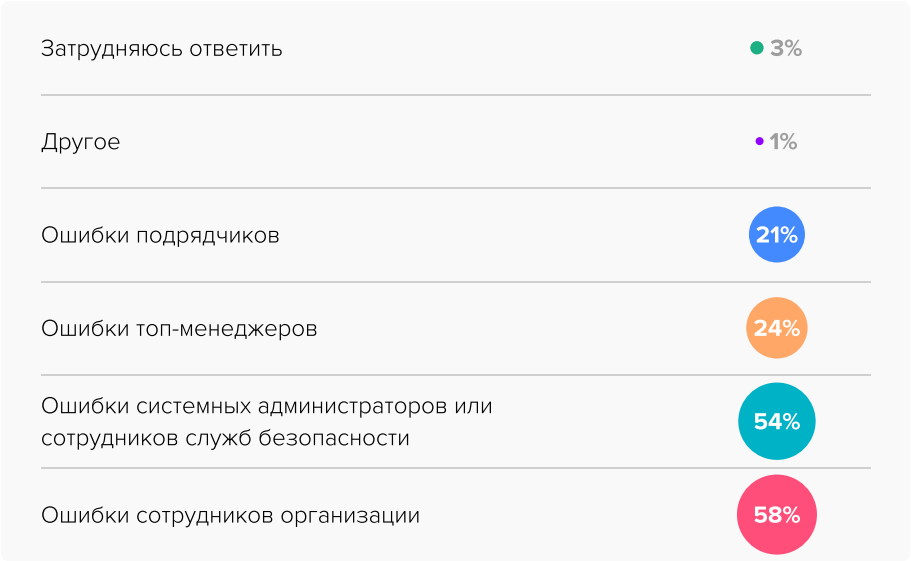 Затрудняюсь ответить 3%
Другое 1%
Ошибки подрядчиков 21%
Ошибки топ-менеджеров 24%
Ошибки системных администраторов или
сотрудников служб безопасности 54%
Ошибки сотрудников организации 58%